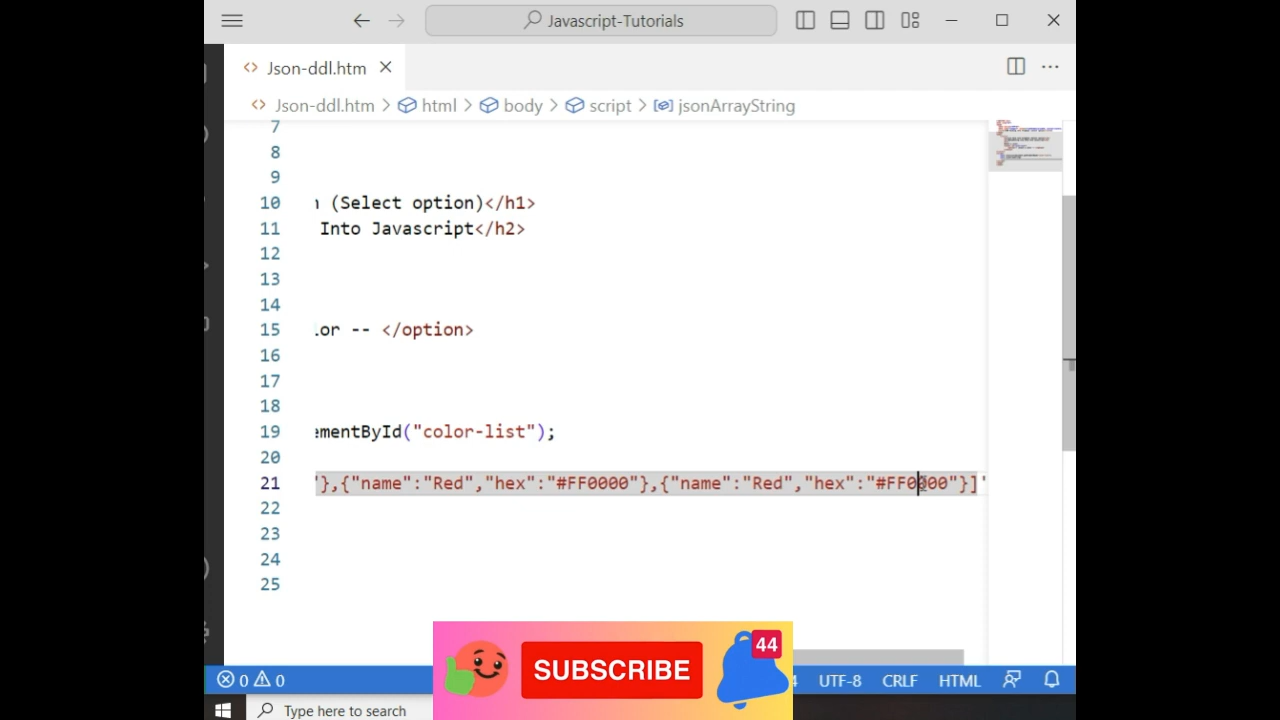 Javascript-Tutorials
Json-ddl.htm
Json-ddl.htm > html > body > script > jsonArrayString
7
8
9
10 (Select option)</h1>
11 Into Javascript</h2>
12
13
14
15 -- </option>
16
17
18
19 ementById("color-list");
20
21 "},{"name":"Red","hex":"#FF0000"},{"name":"Red","hex":"#FF0000"}]'
22
23
24
25
44
SUBSCRIBE
0 0 UTF-8 CRLF HTML
Type here to search